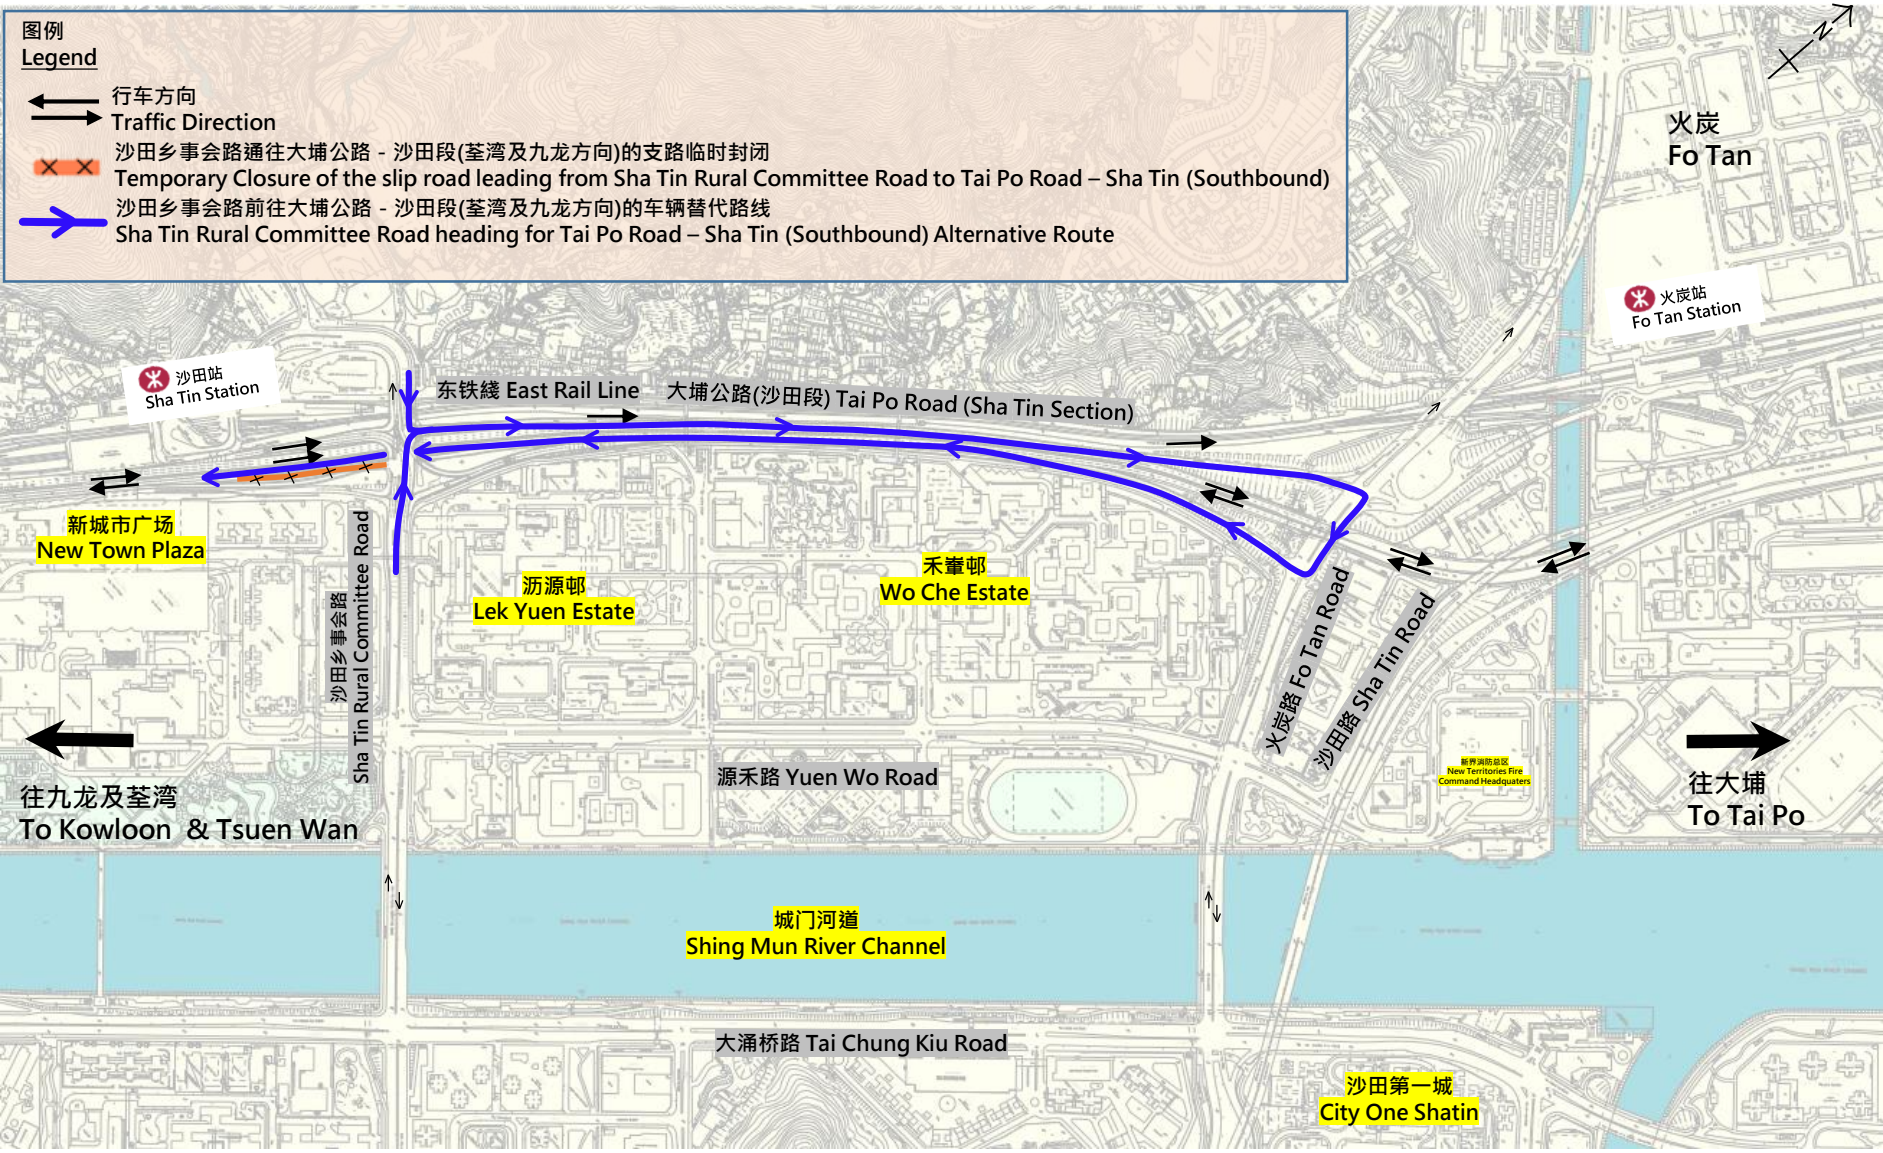 图例
Legend
行车方向
Traffic Direction
沙田乡事会路通往大埔公路 - 沙田段(荃湾及九龙方向)的支路临时封闭
Temporary Closure of the slip road leading from Sha Tin Rural Committee Road to Tai Po Road – Sha Tin (Southbound)
沙田乡事会路前往大埔公路 - 沙田段(荃湾及九龙方向)的车辆替代路线
Sha Tin Rural Committee Road heading for Tai Po Road – Sha Tin (Southbound) Alternative Route
N
火炭
Fo Tan
火炭站
Fo Tan Station
沙田站
Sha Tin Station
东铁綫 East Rail Line
大埔公路(沙田段) Tai Po Road (Sha Tin Section)
新城市广场
New Town Plaza
沥源邨
Lek Yuen Estate
禾輋邨
Wo Che Estate
沙田乡事会路
Sha Tin Rural Committee Road
火炭路 Fo Tan Road
沙田路 Sha Tin Road
源禾路 Yuen Wo Road
新界消防总区
New Territories Fire
Command Headquaters
往九龙及荃湾
To Kowloon & Tsuen Wan
往大埔
To Tai Po
城门河道
Shing Mun River Channel
大涌桥路 Tai Chung Kiu Road
沙田第一城
City One Shatin